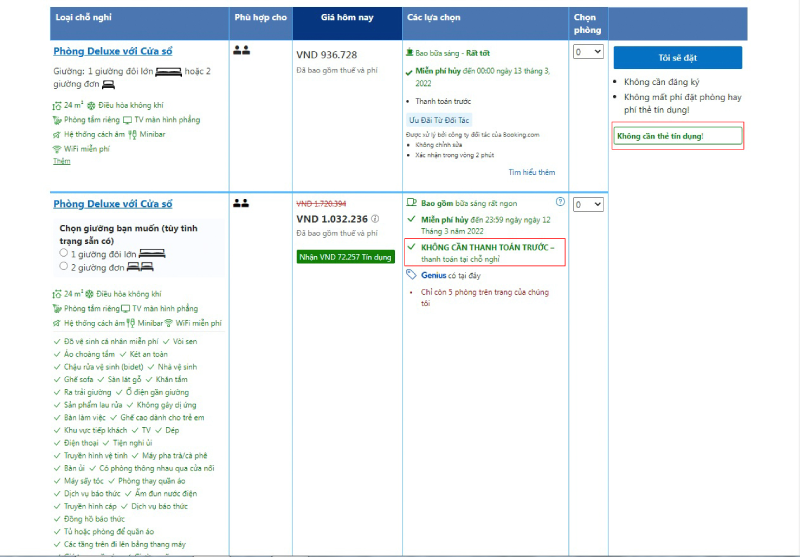 Loại chỗ nghỉ
Phù hợp cho
Giá hôm nay
Các lựa chọn
Chọn
phòng
Phòng Deluxe với Cửa sổ
Giường: 1 giường đôi lớn hoặc 2
giường đơn
24 m² Điều hòa không khí
Phòng tắm riêng TV màn hình phẳng
Hệ thống cách âm Minibar
WiFi miễn phí
Thêm
VND 936.728
Đã bao gồm thuế và phí
Bao bữa sáng - Rất tốt
Miễn phí hủy đến 00:00 ngày 13 tháng 3,
2022
Thanh toán trước
Ưu Đãi Từ Đối Tác
Được xử lý bởi công ty đối tác của Booking.com
Không chỉnh sửa
Xác nhận trong vòng 2 phút
Tìm hiểu thêm
0
Tôi sẽ đặt
Không cần đăng ký
Không mất phí đặt phòng hay
phí thẻ tín dụng!
Không cần thẻ tín dụng!
Phòng Deluxe với Cửa sổ
Chọn giường bạn muốn (tùy tình
trạng sẵn có)
1 giường đôi lớn
2 giường đơn
24 m² Điều hòa không khí
Phòng tắm riêng TV màn hình phẳng
Hệ thống cách âm Minibar WiFi miễn phí
Đồ vệ sinh cá nhân miễn phí Vòi sen
Áo choàng tắm Két an toàn
Chậu rửa vệ sinh (bidet) Nhà vệ sinh
Ghế sofa Sàn lát gỗ Khăn tắm
Ra trải giường Ổ điện gần giường
Sản phẩm lau rửa Không gây dị ứng
Bàn làm việc Ghế cao dành cho trẻ em
Khu vực tiếp khách TV Dép
Điện thoại Tiện nghi ủi
Truyền hình vệ tinh Máy pha trà/cà phê
Bàn ủi Có phòng thông nhau qua cửa nối
Máy sấy tóc Phòng thay quần áo
Dịch vụ báo thức Ấm đun nước điện
Truyền hình cáp Dịch vụ báo thức
Đồng hồ báo thức
Tủ hoặc phòng để quần áo
Các tầng trên đi lên bằng thang máy
VND 1.720.394
VND 1.032.236
Đã bao gồm thuế và phí
Nhận VND 72.257 Tín dụng
Bao gồm bữa sáng rất ngon
Miễn phí hủy đến 23:59 ngày ngày 12
Tháng 3 năm 2022
KHÔNG CẦN THANH TOÁN TRƯỚC –
thanh toán tại chỗ nghỉ
Genius có tại đây
Chỉ còn 5 phòng trên trang của chúng
tôi
0